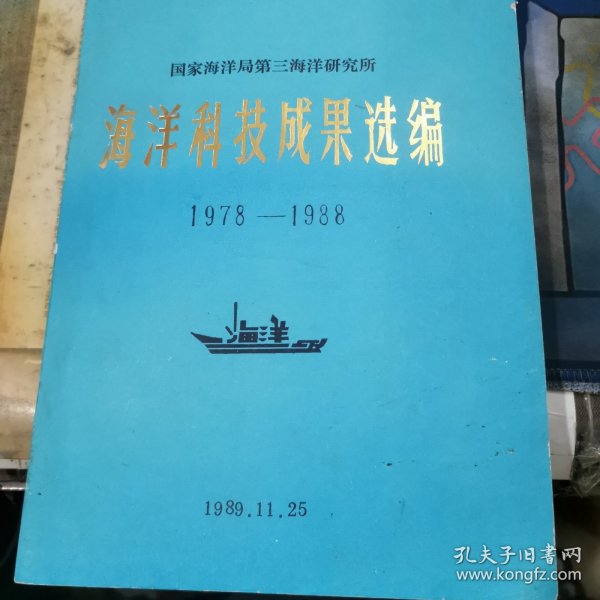 国家海洋局第三海洋研究所
海洋科技成果选编
1978—1988
海洋
1989.11.25
孔夫子旧书网
www.kongfz.com